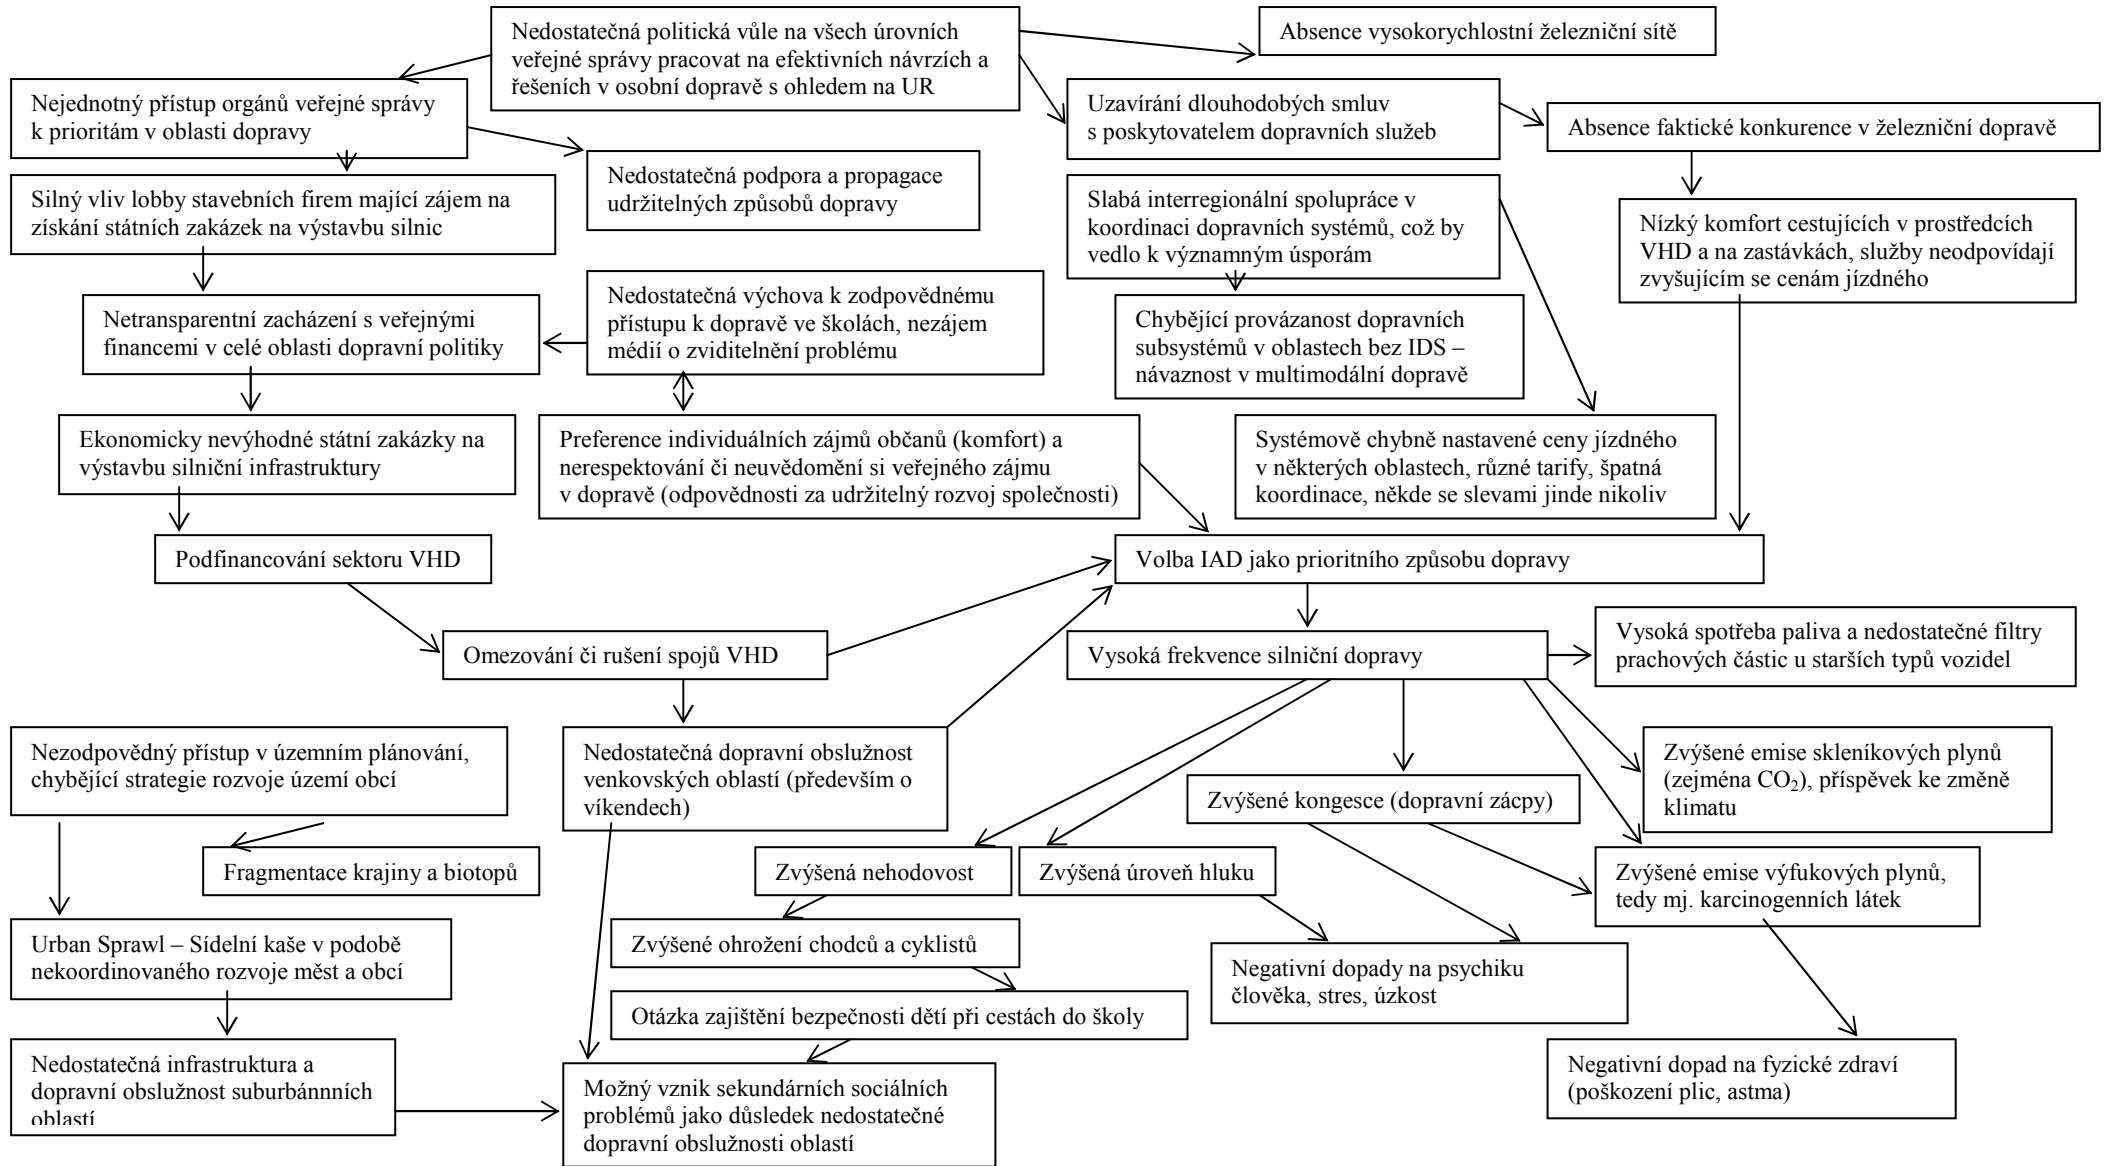 Nedostatečná politická vůle na všech úrovních
veřejné správy pracovat na efektivních návrzích a
řešeních v osobní dopravě s ohledem na UR
Absence vysokorychlostní železniční sítě
Nejednotný přístup orgánů veřejné správy
k prioritám v oblasti dopravy
Uzavírání dlouhodobých smluv
s poskytovatelem dopravních služeb
Absence faktické konkurence v železniční dopravě
Nedostatečná podpora a propagace
udržitelných způsobů dopravy
Silný vliv lobby stavebních firem mající zájem na
získání státních zakázek na výstavbu silnic
Slabá interregionální spolupráce v
koordinaci dopravních systémů, což by
vedlo k významným úsporám
Nízký komfort cestujících v prostředcích
VHD a na zastávkách, služby neodpovídají
zvyšujícím se cenám jízdného
Netransparentní zacházení s veřejnými
financemi v celé oblasti dopravní politiky
Nedostatečná výchova k zodpovědnému
přístupu k dopravě ve školách, nezájem
médií o zviditelnění problému
Chybějící provázanost dopravních
subsystémů v oblastech bez IDS –
návaznost v multimodální dopravě
Ekonomicky nevýhodné státní zakázky na
výstavbu silniční infrastruktury
Preference individuálních zájmů občanů (komfort) a
nerespektování či neuvědomění si veřejného zájmu
v dopravě (odpovědnosti za udržitelný rozvoj společnosti)
Systémově chybně nastavené ceny jízdného
v některých oblastech, různé tarify, špatná
koordinace, někde se slevami jinde nikoliv
Podfinancování sektoru VHD
Volba IAD jako prioritního způsobu dopravy
Omezování či rušení spojů VHD
Vysoká frekvence silniční dopravy
Vysoká spotřeba paliva a nedostatečné filtry
prachových částic u starších typů vozidel
Nezodpovědný přístup v územním plánování,
chybějící strategie rozvoje území obcí
Nedostatečná dopravní obslužnost
venkovských oblastí (především o
víkendech)
Zvýšené emise skleníkových plynů
(zejména CO₂), příspěvek ke změně
klimatu
Zvýšené kongesce (dopravní zácpy)
Fragmentace krajiny a biotopů
Zvýšená nehodovost
Zvýšená úroveň hluku
Zvýšené emise výfukových plynů,
tedy mj. karcinogenních látek
Urban Sprawl – Sídelní kaše v podobě
nekoordinovaného rozvoje měst a obcí
Zvýšené ohrožení chodců a cyklistů
Negativní dopady na psychiku
člověka, stres, úzkost
Otázka zajištění bezpečnosti dětí při cestách do školy
Nedostatečná infrastruktura a
dopravní obslužnost suburbánnních
oblastí
Možný vznik sekundárních sociálních
problémů jako důsledek nedostatečné
dopravní obslužnosti oblastí
Negativní dopad na fyzické zdraví
(poškození plic, astma)